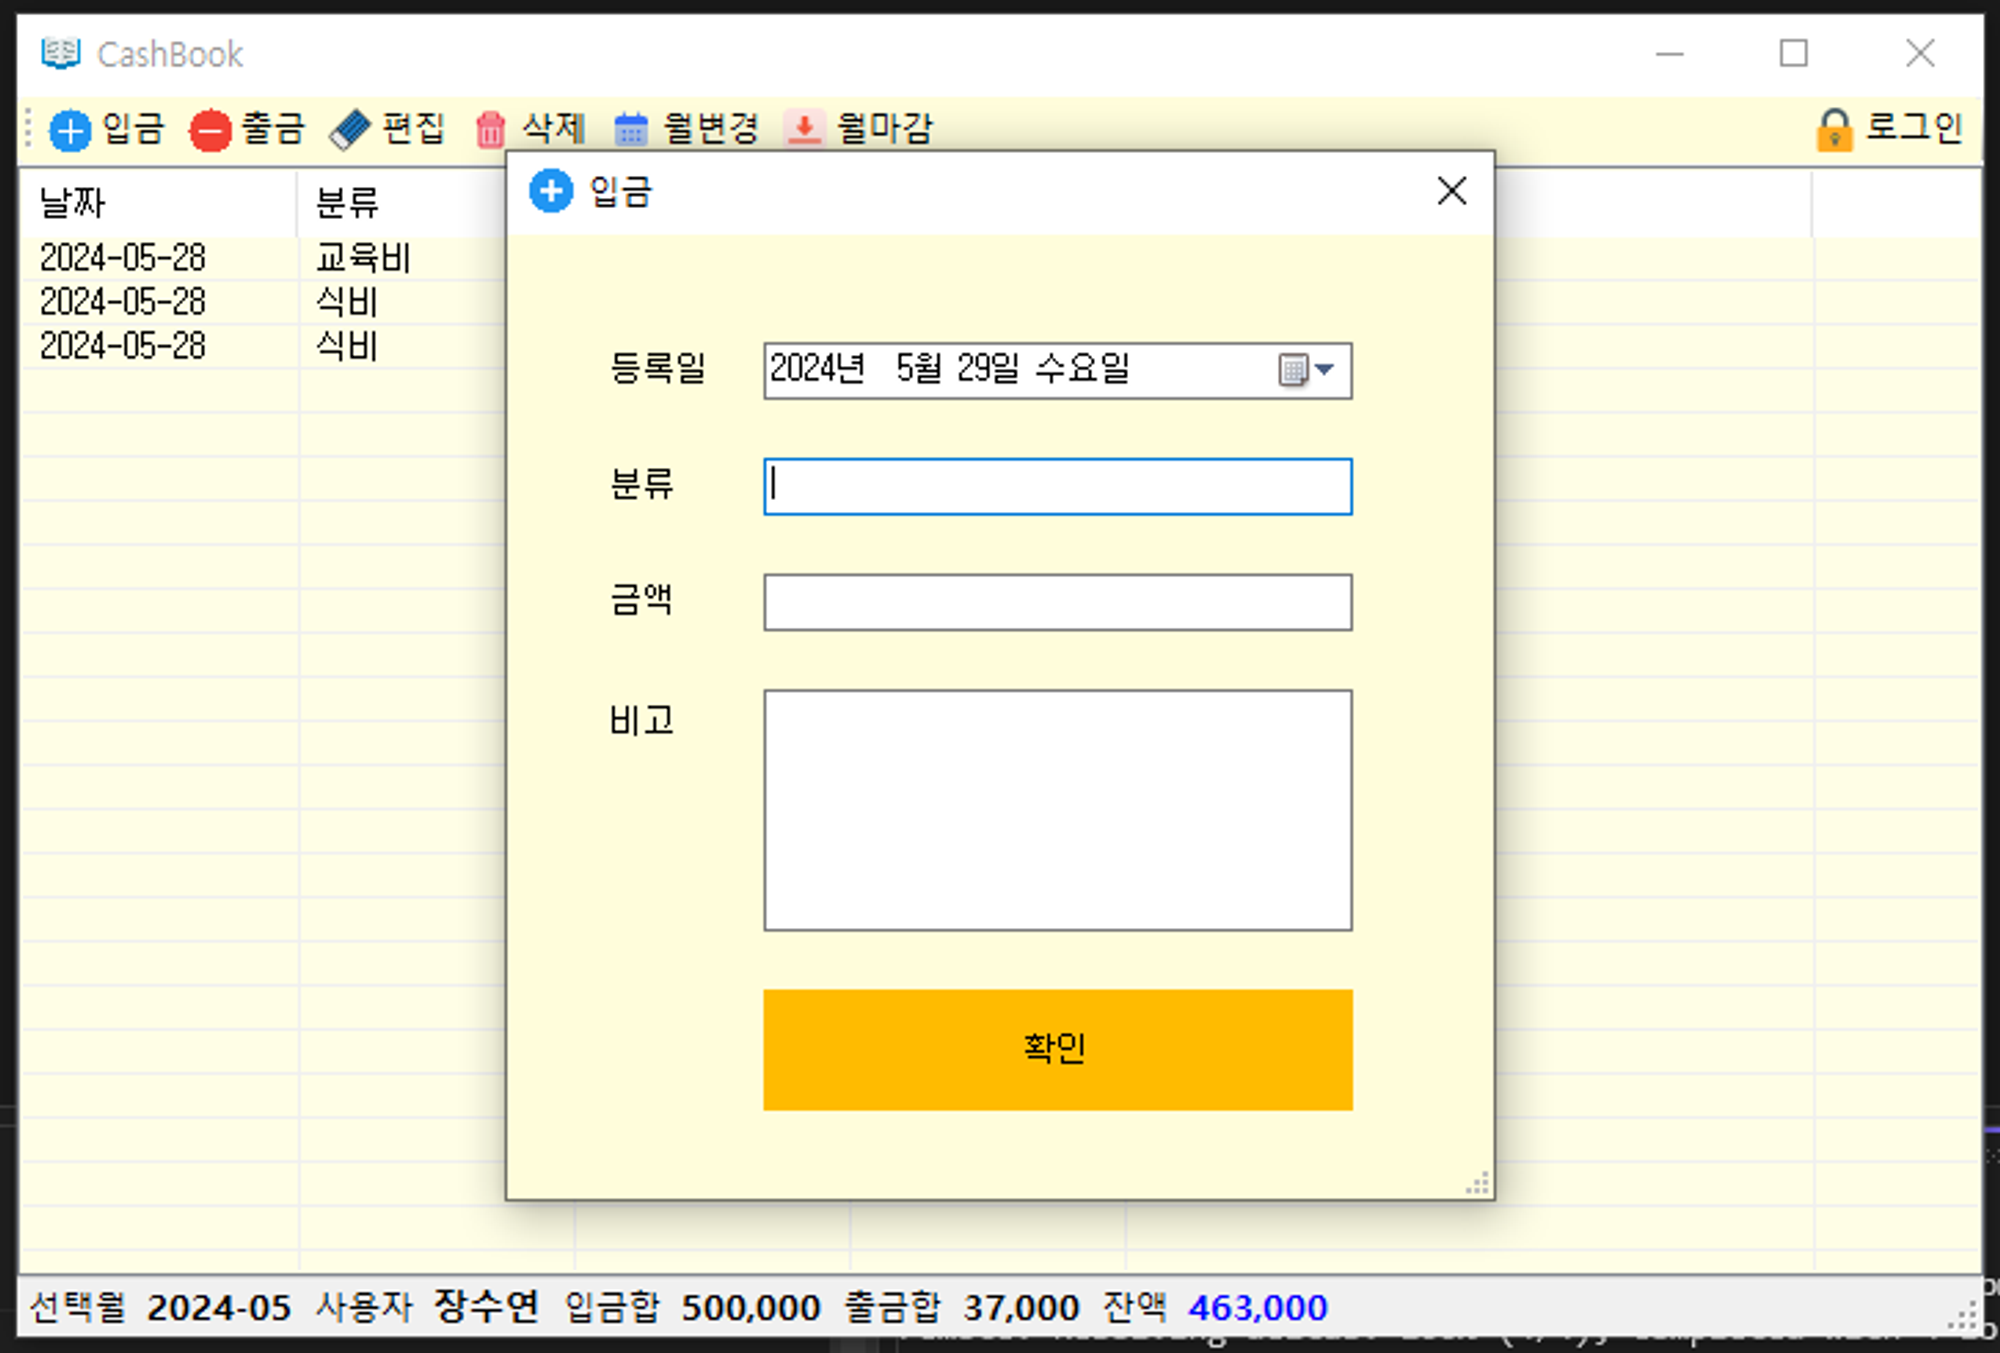 CashBook
입금 출금 편집 삭제 월변경 월마감 로그인
날짜 분류
2024-05-28 교육비
2024-05-28 식비
2024-05-28 식비
입금
등록일 2024년 5월 29일 수요일
분류
금액
비고
확인
선택월 2024-05 사용자 장수연 입금합 500,000 출금합 37,000 잔액 463,000